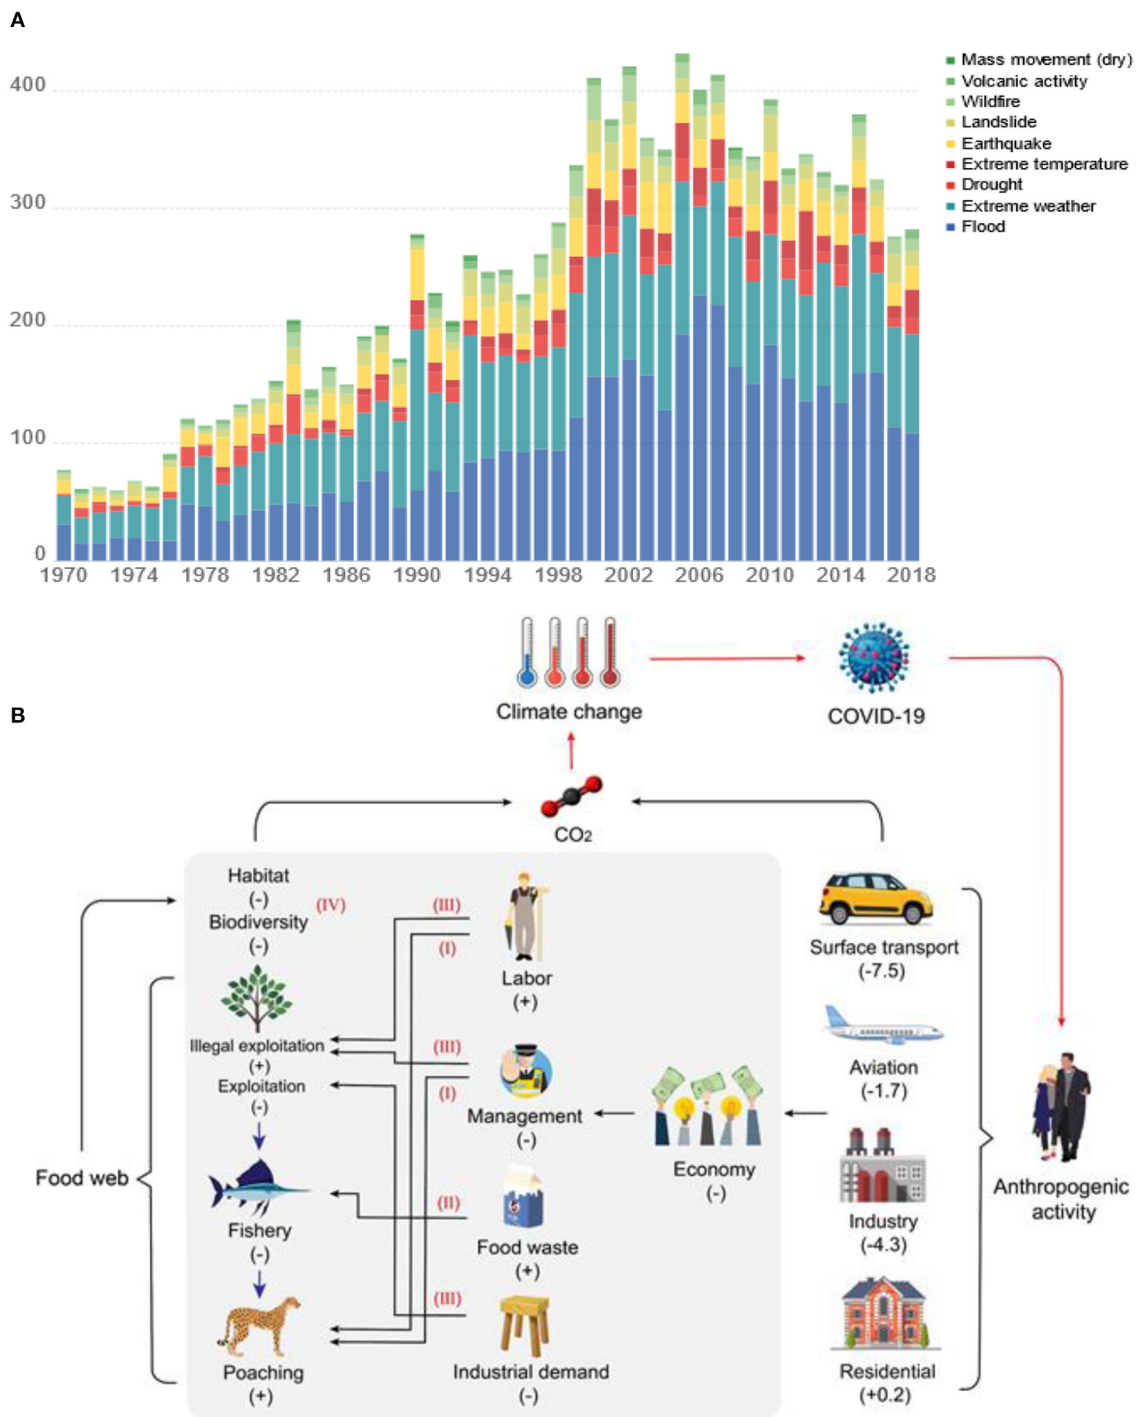 A
400
300
200
100
0
1970 1974 1978 1982 1986 1990 1994 1998 2002 2006 2010 2014 2018
Mass movement (dry)
Volcanic activity
Wildfire
Landslide
Earthquake
Extreme temperature
Drought
Extreme weather
Flood
B
Climate change
COVID-19
CO2
Habitat
(-)
Biodiversity
(-)
(IV)
Illegal exploitation
(+)
Exploitation
(-)
Fishery
(-)
Poaching
(+)
Food web
(III)
(I)
Labor
(+)
(III)
(I)
Management
(-)
(II)
Food waste
(+)
(III)
Industrial demand
(-)
Economy
(-)
Surface transport
(-7.5)
Aviation
(-1.7)
Industry
(-4.3)
Residential
(+0.2)
Anthropogenic
activity